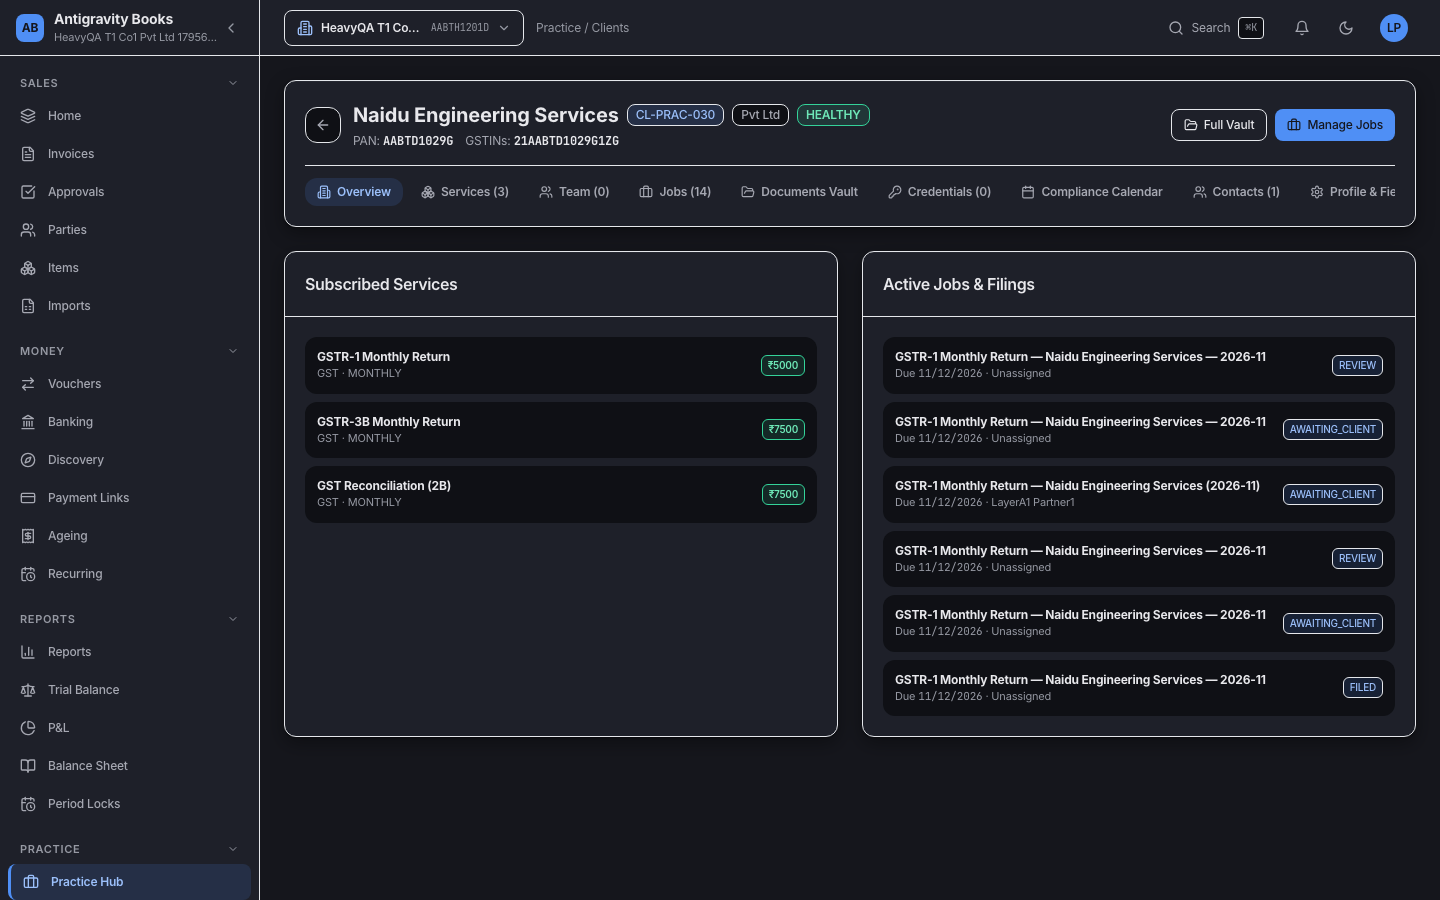 AB
Antigravity Books
HeavyQA T1 Co1 Pvt Ltd 17956...
SALES
Home
Invoices
Approvals
Parties
Items
Imports
MONEY
Vouchers
Banking
Discovery
Payment Links
Ageing
Recurring
REPORTS
Reports
Trial Balance
P&L
Balance Sheet
Period Locks
PRACTICE
Practice Hub
HeavyQA T1 Co... AABTH1201D
Practice / Clients
Search ⌘K
LP
Naidu Engineering Services CL-PRAC-030 Pvt Ltd HEALTHY
PAN: AABTD1029G GSTINs: 21AABTD1029G1ZG
Full Vault
Manage Jobs
Overview
Services (3)
Team (0)
Jobs (14)
Documents Vault
Credentials (0)
Compliance Calendar
Contacts (1)
Profile & Fie
Subscribed Services
GSTR-1 Monthly Return
GST · MONTHLY
₹5000
GSTR-3B Monthly Return
GST · MONTHLY
₹7500
GST Reconciliation (2B)
GST · MONTHLY
₹7500
Active Jobs & Filings
GSTR-1 Monthly Return — Naidu Engineering Services — 2026-11
Due 11/12/2026 · Unassigned
REVIEW
GSTR-1 Monthly Return — Naidu Engineering Services — 2026-11
Due 11/12/2026 · Unassigned
AWAITING_CLIENT
GSTR-1 Monthly Return — Naidu Engineering Services (2026-11)
Due 11/12/2026 · LayerA1 Partner1
AWAITING_CLIENT
GSTR-1 Monthly Return — Naidu Engineering Services — 2026-11
Due 11/12/2026 · Unassigned
REVIEW
GSTR-1 Monthly Return — Naidu Engineering Services — 2026-11
Due 11/12/2026 · Unassigned
AWAITING_CLIENT
GSTR-1 Monthly Return — Naidu Engineering Services — 2026-11
Due 11/12/2026 · Unassigned
FILED